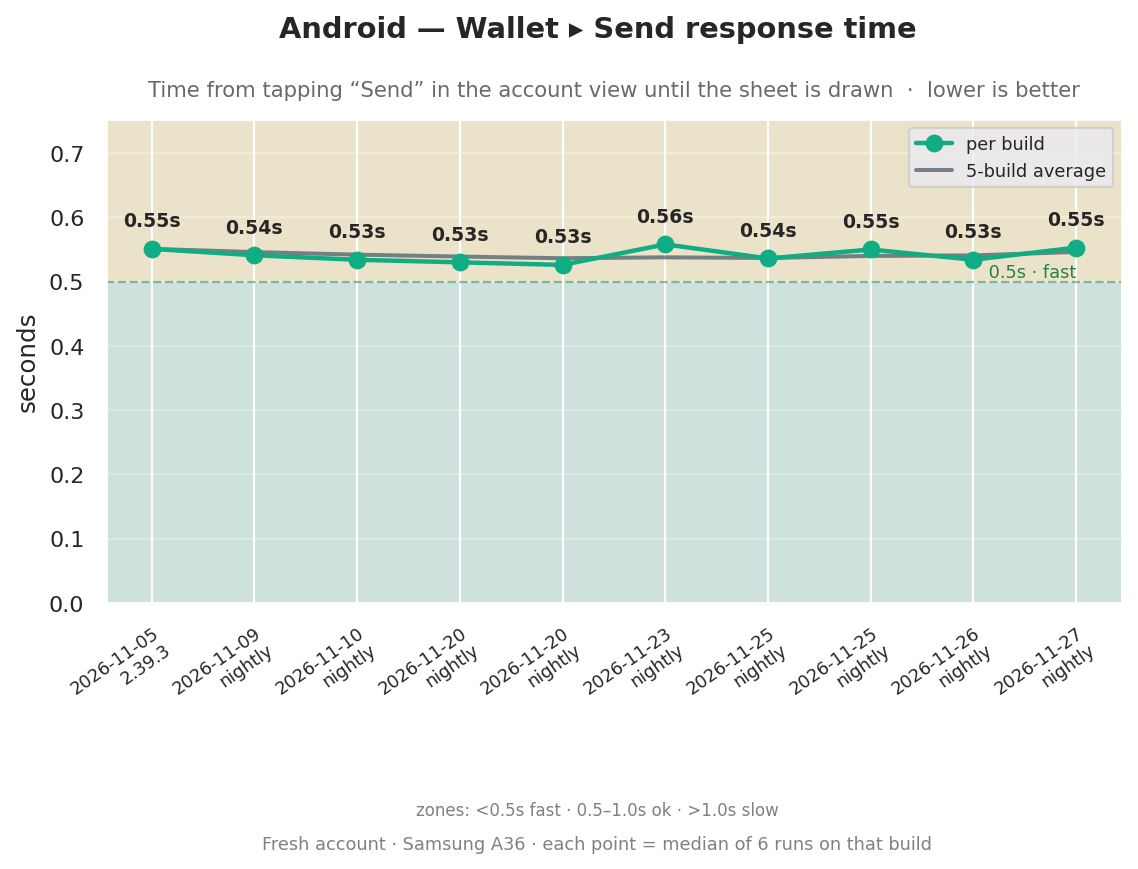 Android — Wallet ▸ Send response time
Time from tapping “Send” in the account view until the sheet is drawn · lower is better
per build
5-build average
0.7
0.6
0.5
0.4
0.3
0.2
0.1
0.0
seconds
0.55s
0.54s
0.53s
0.53s
0.53s
0.56s
0.54s
0.55s
0.53s
0.55s
0.5s · fast
2026-11-05
2.39.3
2026-11-09
nightly
2026-11-10
nightly
2026-11-20
nightly
2026-11-20
nightly
2026-11-23
nightly
2026-11-25
nightly
2026-11-25
nightly
2026-11-26
nightly
2026-11-27
nightly
zones: <0.5s fast · 0.5–1.0s ok · >1.0s slow
Fresh account · Samsung A36 · each point = median of 6 runs on that build